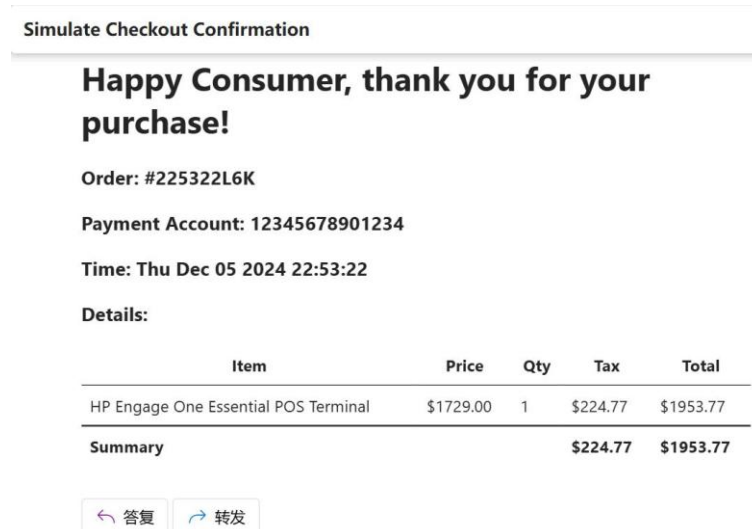 Simulate Checkout Confirmation
Happy Consumer, thank you for your
purchase!
Order: #225322L6K
Payment Account: 12345678901234
Time: Thu Dec 05 2024 22:53:22
Details:
Item Price Qty Tax Total
HP Engage One Essential POS Terminal $1729.00 1 $224.77 $1953.77
Summary $224.77 $1953.77
答复 转发